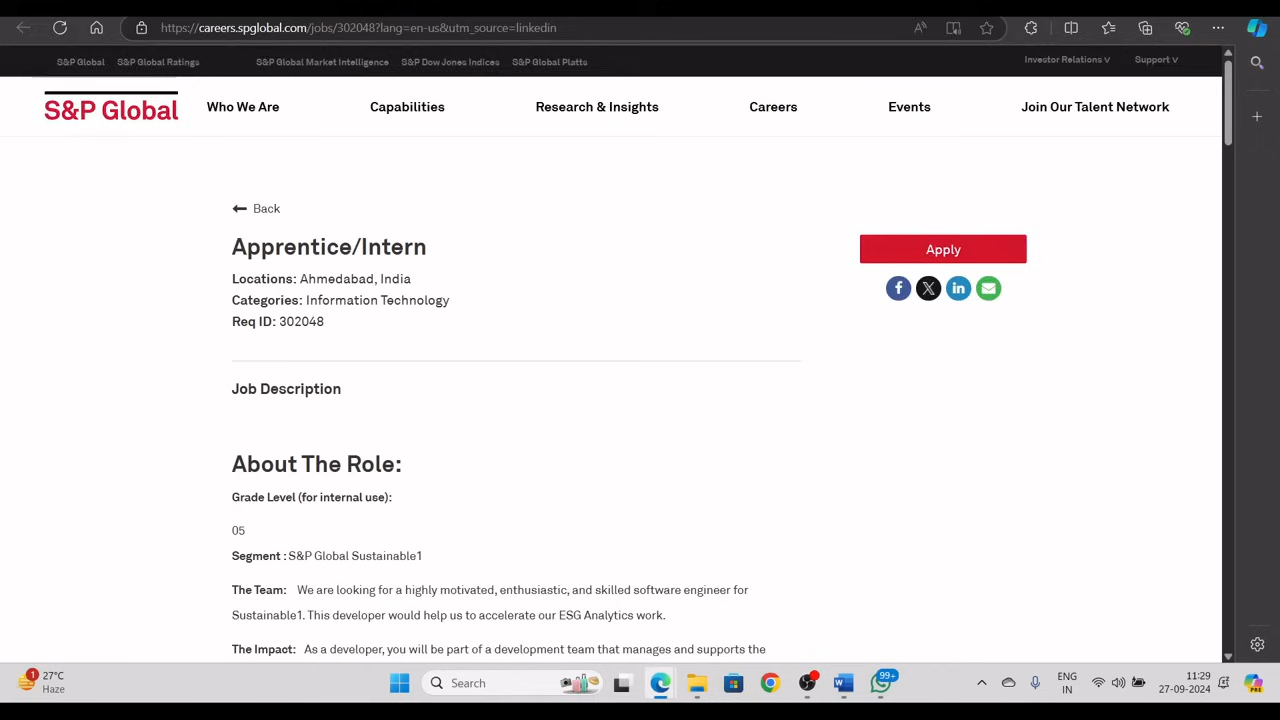 https://careers.spglobal.com/jobs/302048?lang=en-us&utm_source=linkedin
S&P Global S&P Global Ratings S&P Global Market Intelligence S&P Dow Jones Indices S&P Global Platts Investor Relations V Support V
S&P Global Who We Are Capabilities Research & Insights Careers Events Join Our Talent Network
Back
Apprentice/Intern
Apply
Locations: Ahmedabad, India
Categories: Information Technology
Req ID: 302048
Job Description
About The Role:
Grade Level (for internal use):
05
Segment : S&P Global Sustainable1
The Team: We are looking for a highly motivated, enthusiastic, and skilled software engineer for
Sustainable1. This developer would help us to accelerate our ESG Analytics work.
The Impact: As a developer, you will be part of a development team that manages and supports the
1
27°C
Haze
Search
99+
ENG
IN
11:29
27-09-2024
PRE